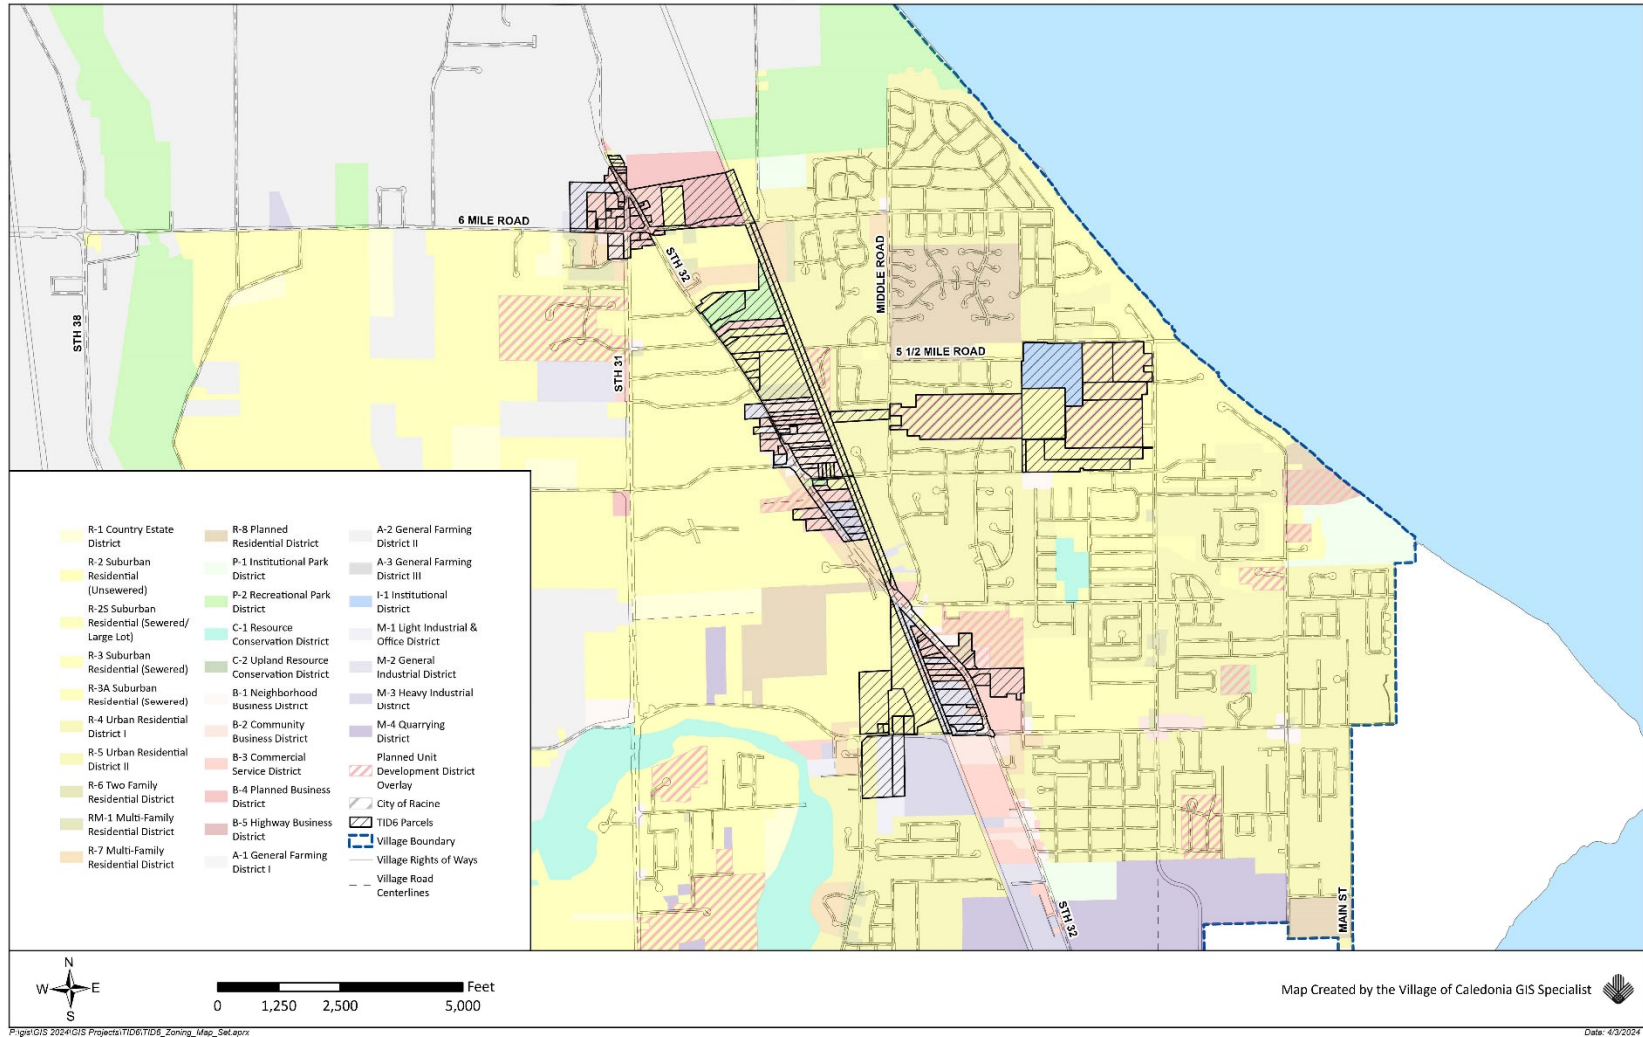 6 MILE ROAD
STH 32
MIDDLE ROAD
STH 38
STH 31
5 1/2 MILE ROAD
R-1 Country Estate
District
R-2 Suburban
Residential
(Unsewered)
R-2S Suburban
Residential (Sewered/
Large Lot)
R-3 Suburban
Residential (Sewered)
R-3A Suburban
Residential (Sewered)
R-4 Urban Residential
District I
R-5 Urban Residential
District II
R-6 Two Family
Residential District
RM-1 Multi-Family
Residential District
R-7 Multi-Family
Residential District
R-8 Planned
Residential District
P-1 Institutional Park
District
P-2 Recreational Park
District
C-1 Resource
Conservation District
C-2 Upland Resource
Conservation District
B-1 Neighborhood
Business District
B-2 Community
Business District
B-3 Commercial
Service District
B-4 Planned Business
District
B-5 Highway Business
District
A-1 General Farming
District I
A-2 General Farming
District II
A-3 General Farming
District III
I-1 Institutional
District
M-1 Light Industrial &
Office District
M-2 General
Industrial District
M-3 Heavy Industrial
District
M-4 Quarrying
District
Planned Unit
Development District
Overlay
City of Racine
TID6 Parcels
Village Boundary
Village Rights of Ways
Village Road
Centerlines
STH 32
MAIN ST
N
W E
S
Feet
0 1,250 2,500 5,000
Map Created by the Village of Caledonia GIS Specialist
P:\gis\GIS 2024\GIS Projects\TID6\TID6_Zoning_Map_Set.aprx
Date: 4/3/2024